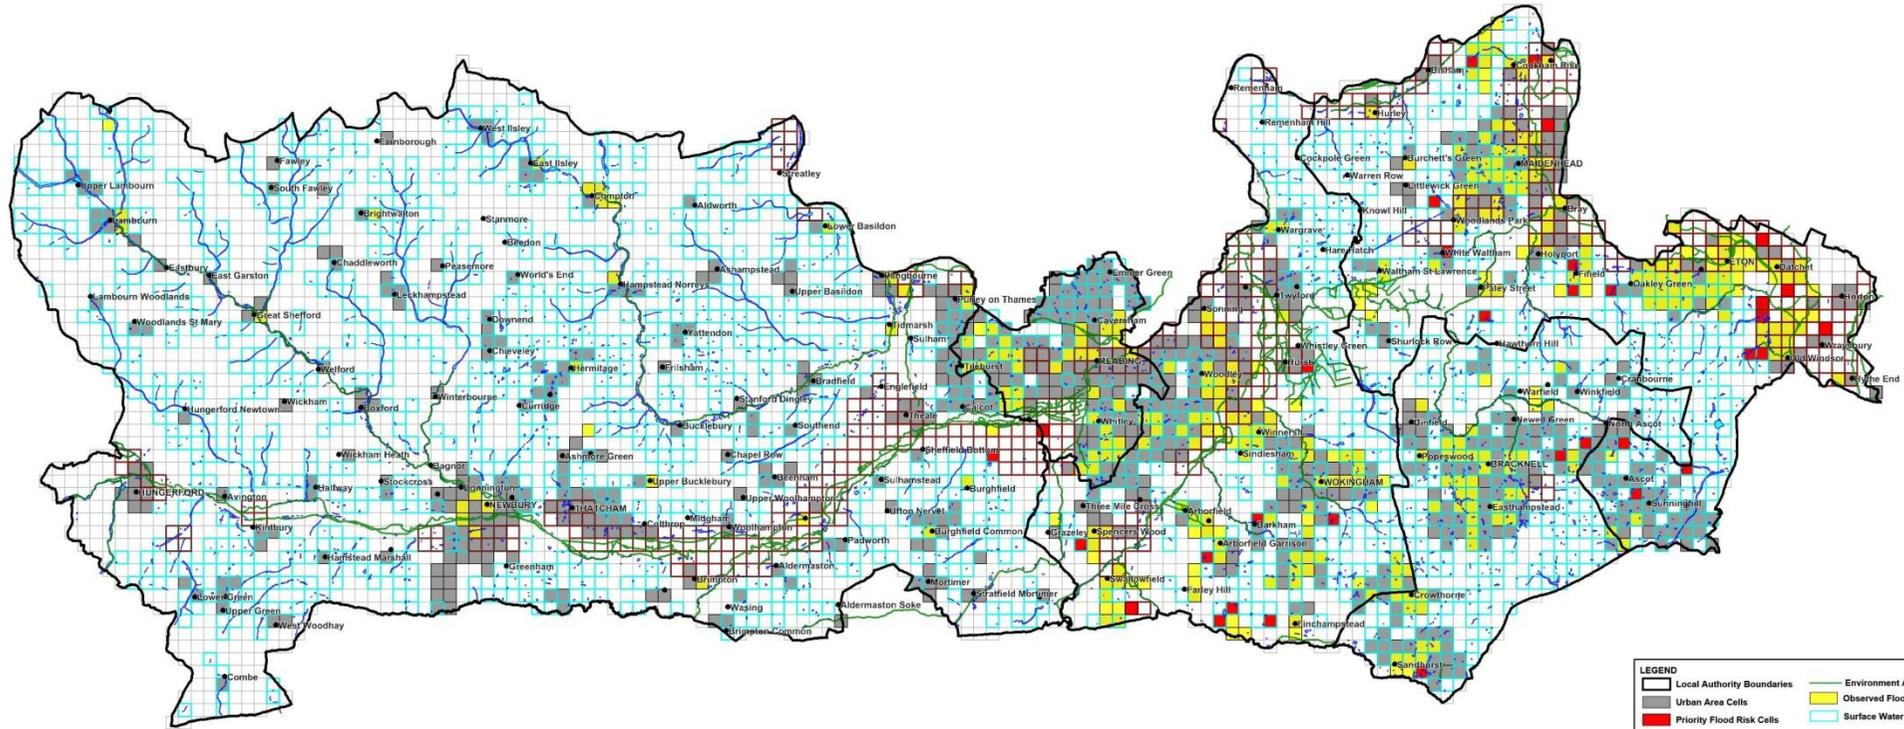 Cookham Rise
Bisham
Remenham
Hurley
Remenham Hill
West Ilsley
Farnborough
Cockpole Green
Burchett's Green
MAIDENHEAD
Fawley
East Ilsley
Streatley
Warren Row
Upper Lambourn
South Fawley
Compton
Littlewick Green
Aldworth
Knowl Hill
Bray
Brightwalton
Stanmore
Woodlands Park
Lambourn
Lower Basildon
Wargrave
Beedon
Hare Hatch
White Waltham
Holyport
ETON
Chaddleworth
Peasemore
Eastbury
East Garston
World's End
Ashampstead
Pangbourne
Emmer Green
Waltham St Lawrence
Fifield
Datchet
Hampstead Norreys
Upper Basildon
Paley Street
Oakley Green
Lambourn Woodlands
Leckhampstead
Purley on Thames
Twyford
Horton
Sonning
Great Shefford
Woodlands St Mary
Downend
Caversham
Tidmarsh
Yattendon
Sulham
Shurlock Row
Hawthorn Hill
Whistley Green
Wraysbury
Chieveley
READING
Hurst
Old Windsor
Welford
Hermitage
Frilsham
Tilehurst
Woodley
Bradfield
Cranbourne
Hythe End
Englefield
Warfield
Winkfield
Winterbourne
Wickham
Stanford Dingley
Hungerford Newtown
Boxford
Curridge
Calcot
Theale
Bucklebury
Southend
Whitley
Binfield
Newell Green
North Ascot
Winnersh
Wickham Heath
Ashmore Green
Chapel Row
Sheffield Bottom
Sindlesham
Popeswood
BRACKNELL
Bagnor
Stockcross
Upper Bucklebury
Beenham
Sulhamstead
Burghfield
WOKINGHAM
Ascot
HUNGERFORD
Avington
Halfway
Donnington
NEWBURY
Upper Woolhampton
Three Mile Cross
Easthampstead
Sunninghill
THATCHAM
Ufton Nervet
Arborfield
Midgham
Colthrop
Woolhampton
Barkham
Kintbury
Burghfield Common
Grazeley
Spencers Wood
Padworth
Arborfield Garrison
Hamstead Marshall
Greenham
Aldermaston
Brimpton
Mortimer
Swallowfield
Farley Hill
Stratfield Mortimer
Crowthorne
Lower Green
Upper Green
Wasing
Aldermaston Soke
West Woodhay
Brimpton Common
Finchampstead
Sandhurst
Combe
LEGEND
Local Authority Boundaries
Environment A
Urban Area Cells
Observed Floo
Priority Flood Risk Cells
Surface Water